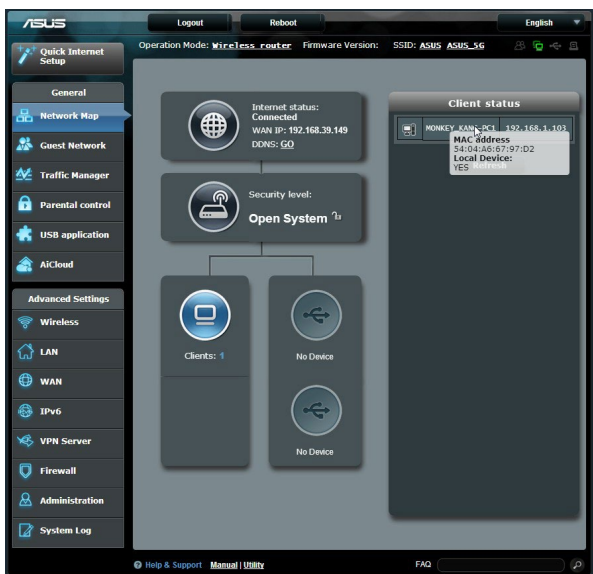 ASUS
Logout
Reboot
English
Quick Internet
Setup
Operation Mode: Wireless router Firmware Version: SSID: ASUS ASUS_5G
General
Network Map
Guest Network
Traffic Manager
Parental control
USB application
AiCloud
Advanced Settings
Wireless
LAN
WAN
IPv6
VPN Server
Firewall
Administration
System Log
Internet status:
Connected
WAN IP: 192.168.39.149
DDNS: GO
Security level:
Open System
Clients: 1
No Device
No Device
Client status
MONKEY_KANG-PC1 192.168.1.103
MAC address
54:04:A6:67:97:D2
Local Device:
YES
Refresh
Help & Support Manual | Utility FAQ